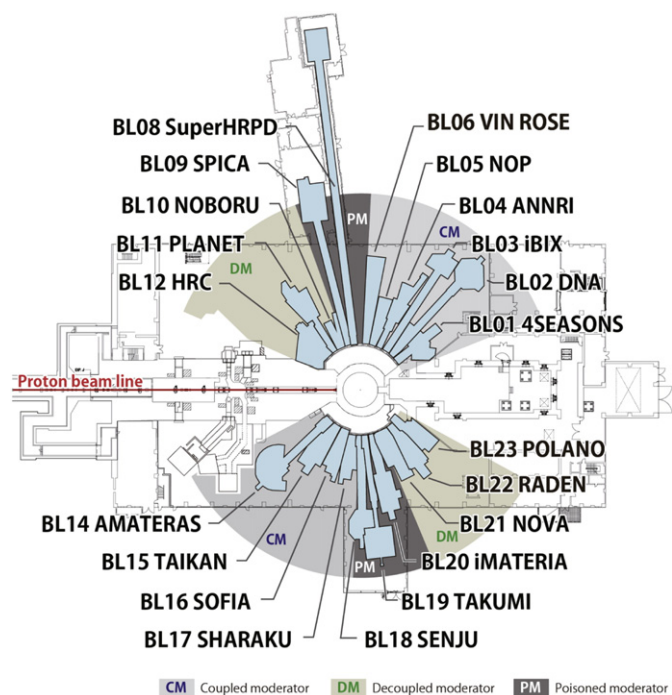 BL08 SuperHRPD
BL06 VIN ROSE
BL09 SPICA
BL05 NOP
BL10 NOBORU
BL04 ANNRI
PM
CM
BL11 PLANET
BL03 iBIX
DM
BL12 HRC
BL02 DNA
BL01 4SEASONS
Proton beam line
BL23 POLANO
BL22 RADEN
BL14 AMATERAS
BL21 NOVA
CM
DM
BL15 TAIKAN
BL20 iMATERIA
PM
BL16 SOFIA
BL19 TAKUMI
BL17 SHARAKU
BL18 SENJU
CM Coupled moderator
DM Decoupled moderator
PM Poisoned moderator